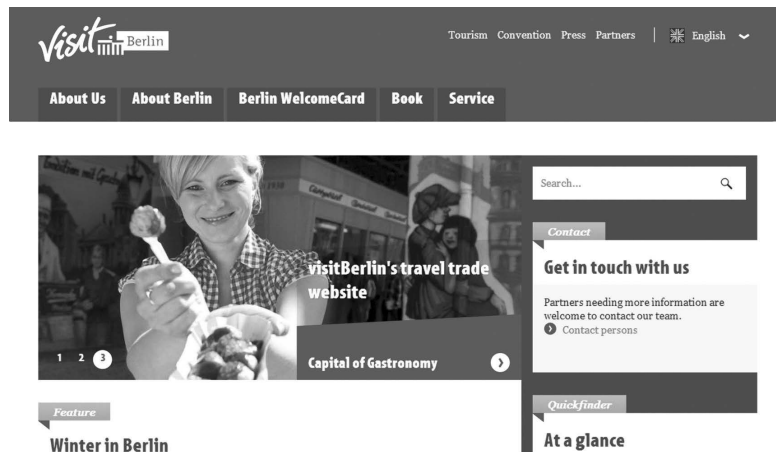 visit Berlin
Tourism Convention Press Partners English
About Us About Berlin Berlin WelcomeCard Book Service
Search...
Contact
Get in touch with us
Partners needing more information are
welcome to contact our team.
Contact persons
visitBerlin's travel trade
website
1 2 3
Capital of Gastronomy
Quickfinder
At a glance
Feature
Winter in Berlin